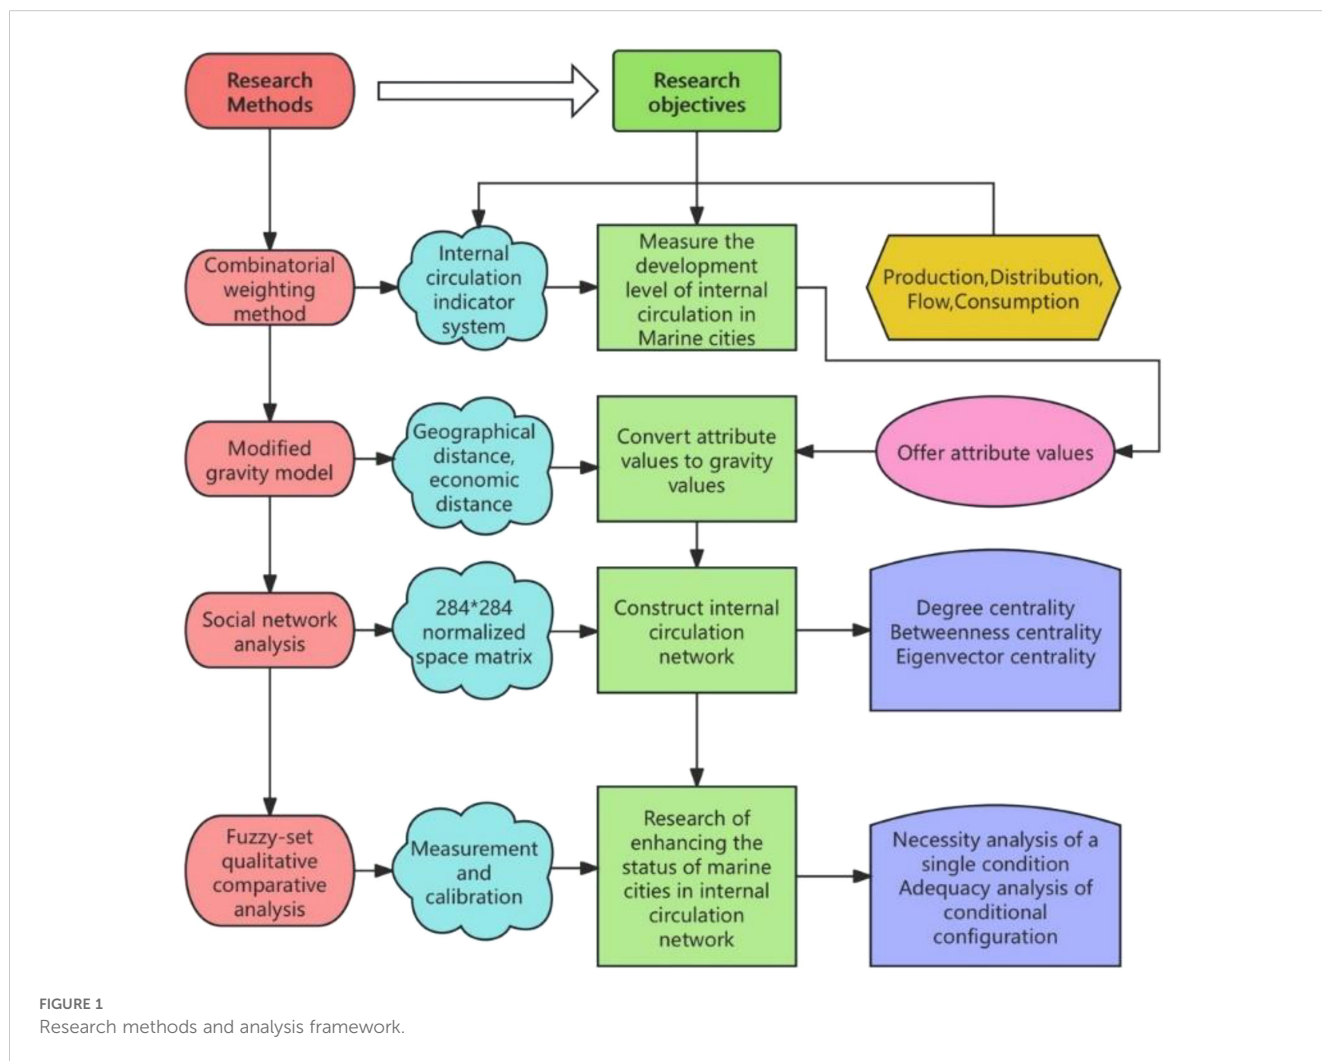 Research
Methods
Research
objectives
Combinatorial
weighting
method
Internal
circulation
indicator
system
Measure the
development
level of internal
circulation in
Marine cities
Production,Distribution,
Flow,Consumption
Modified
gravity model
Geographical
distance,
economic
distance
Convert attribute
values to gravity
values
Offer attribute values
Social network
analysis
284*284
normalized
space matrix
Construct internal
circulation
network
Degree centrality
Betweenness centrality
Eigenvector centrality
Fuzzy-set
qualitative
comparative
analysis
Measurement
and
calibration
Research of
enhancing the
status of marine
cities in internal
circulation
network
Necessity analysis of a
single condition
Adequacy analysis of
conditional
configuration
FIGURE 1
Research methods and analysis framework.